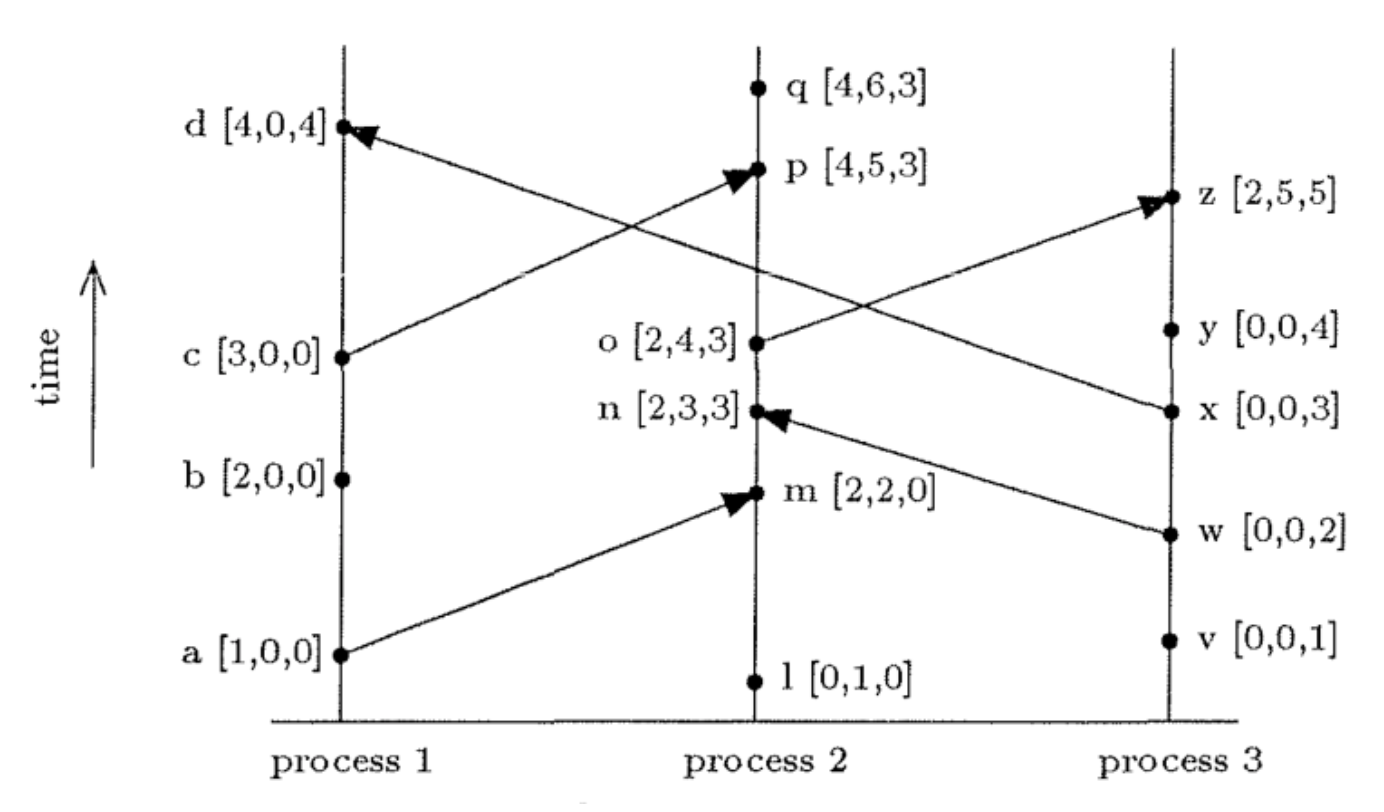 q [4,6,3]
d [4,0,4]
p [4,5,3]
z [2,5,5]
y [0,0,4]
o [2,4,3]
c [3,0,0]
time
n [2,3,3]
x [0,0,3]
b [2,0,0]
m [2,2,0]
w [0,0,2]
v [0,0,1]
a [1,0,0]
l [0,1,0]
process 1
process 2
process 3